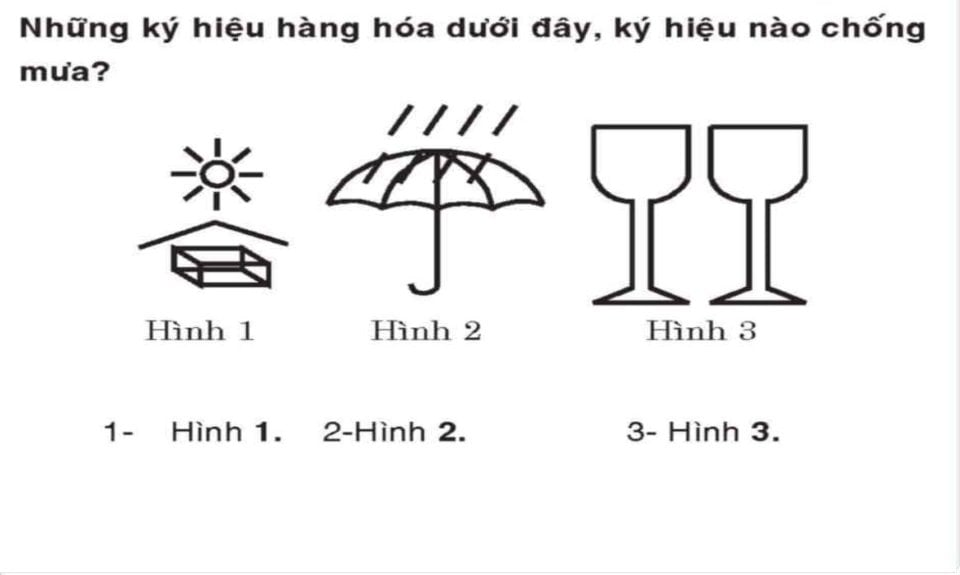 Những ký hiệu hàng hóa dưới đây, ký hiệu nào chống
mưa?
Hình 1 Hình 2 Hình 3
1- Hình 1. 2-Hình 2. 3- Hình 3.